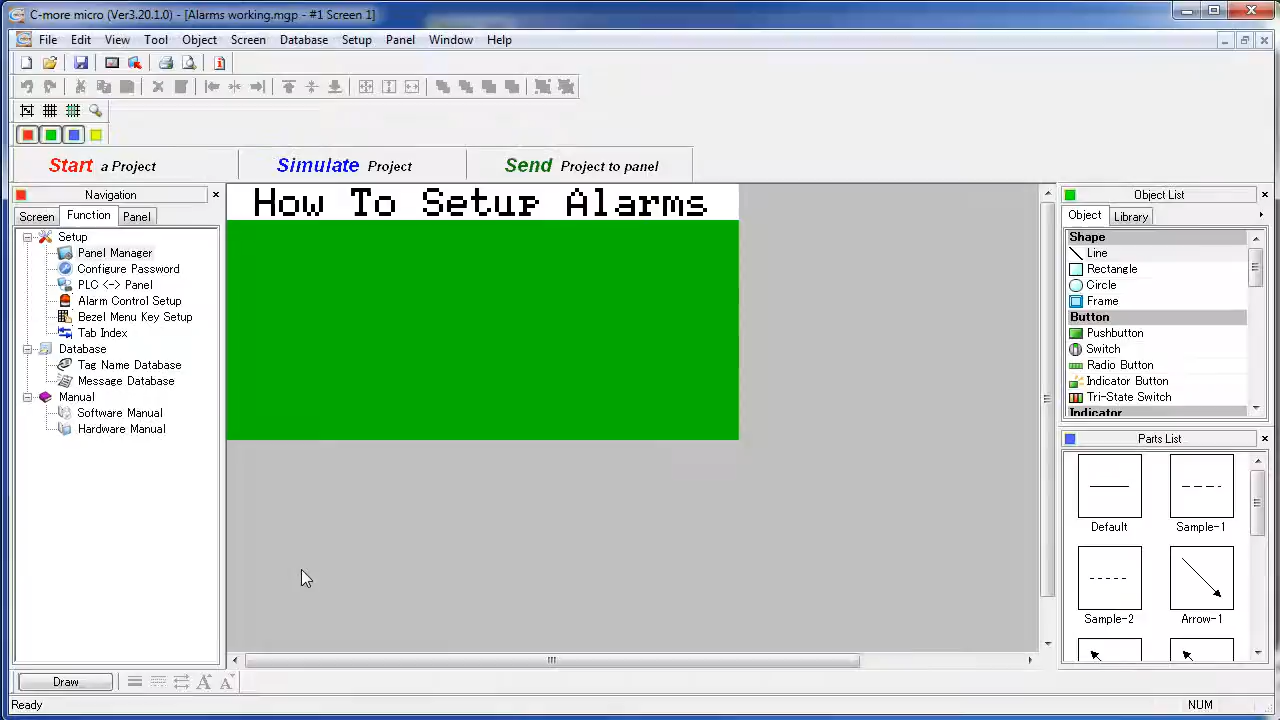 C-more micro (Ver3.20.1.0) - [Alarms working.mgp - #1 Screen 1]
File Edit View Tool Object Screen Database Setup Panel Window Help
Start a Project Simulate Project Send Project to panel
Navigation
Screen Function Panel
Setup
Panel Manager
Configure Password
PLC <-> Panel
Alarm Control Setup
Bezel Menu Key Setup
Tab Index
Database
Tag Name Database
Message Database
Manual
Software Manual
Hardware Manual
How To Setup Alarms
Object List
Object Library
Shape
Line
Rectangle
Circle
Frame
Button
Pushbutton
Switch
Radio Button
Indicator Button
Tri-State Switch
Indicator
Parts List
Default Sample-1
Sample-2 Arrow-1
Draw
Ready NUM